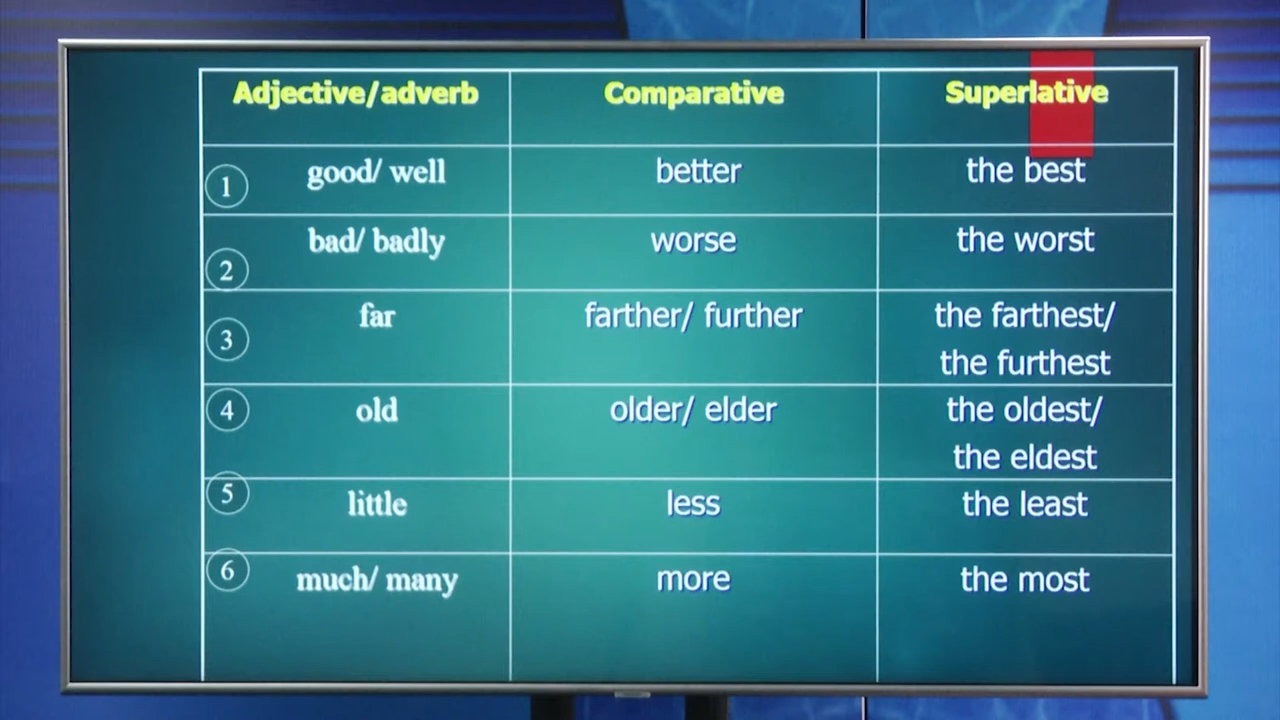 Adjective/adverb Comparative Superlative
1 good/ well better the best
2 bad/ badly worse the worst
3 far farther/ further the farthest/
the furthest
4 old older/ elder the oldest/
the eldest
5 little less the least
6 much/ many more the most